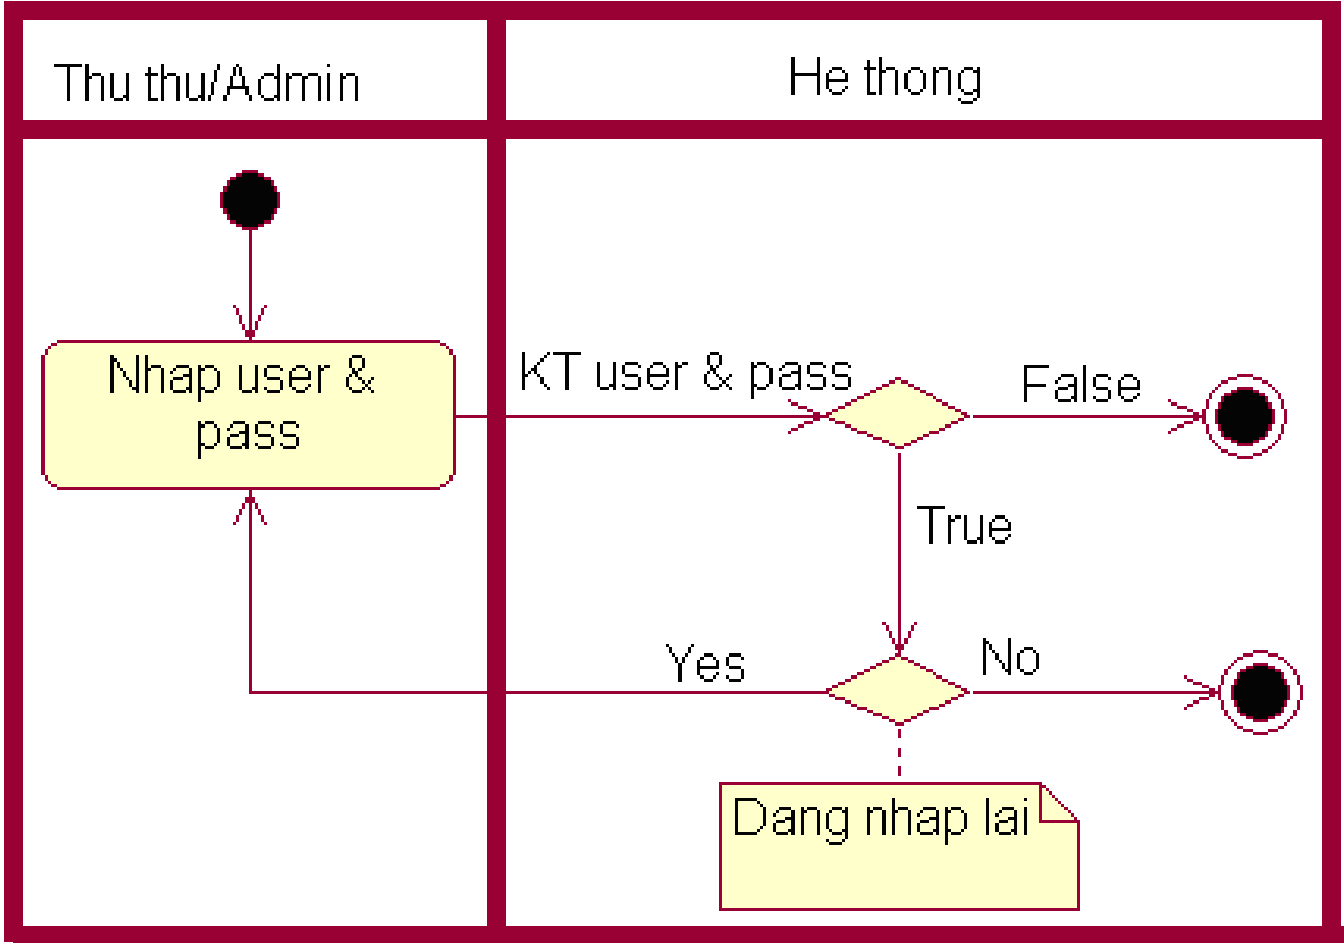 Thu thu/Admin
He thong
Nhap user &
pass
KT user & pass
False
True
Yes
No
Dang nhap lai